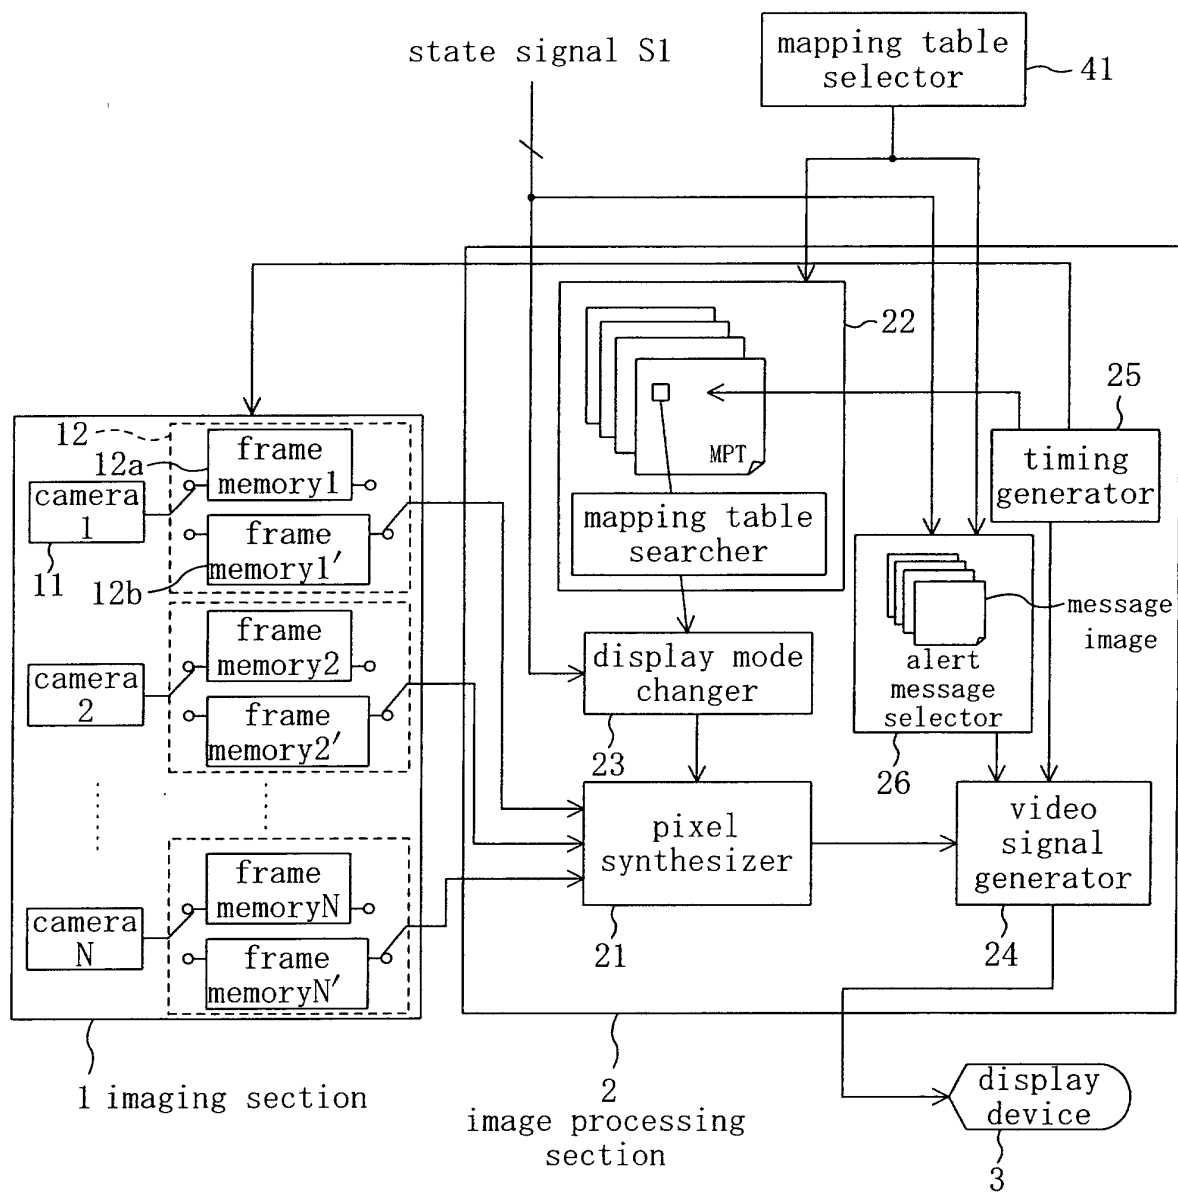 state signal S1
mapping table
selector
41
22
MPT
mapping table
searcher
25
timing
generator
12
12a
frame
memory1
camera
1
11
frame
memory1′
12b
frame
memory2
camera
2
frame
memory2′
frame
memoryN
camera
N
frame
memoryN′
message
image
alert
message
selector
26
display mode
changer
23
pixel
synthesizer
21
video
signal
generator
24
1 imaging section
2
image processing
section
display
device
3